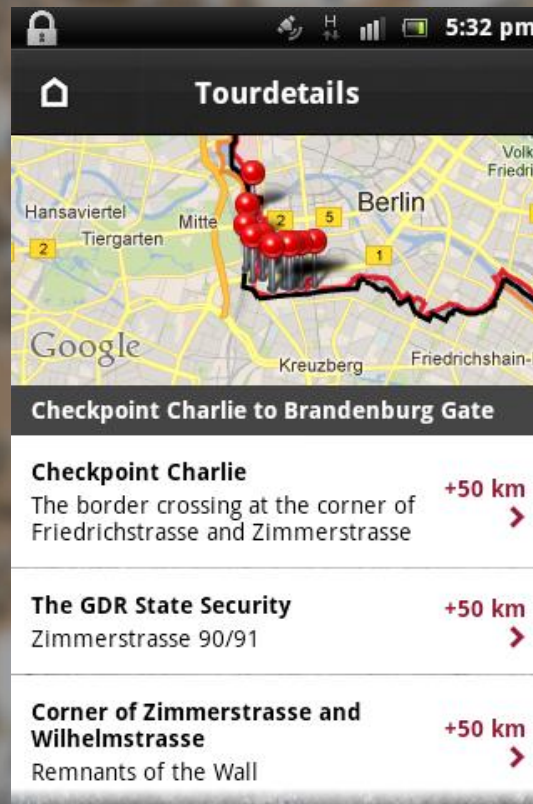 H
5:32 pm
Tourdetails
Volk
Friedri
Hansaviertel
Berlin
Mitte
2
5
Tiergarten
2
1
Google
Kreuzberg
Friedrichshain-
Checkpoint Charlie to Brandenburg Gate
Checkpoint Charlie
+50 km
The border crossing at the corner of
Friedrichstrasse and Zimmerstrasse
The GDR State Security
+50 km
Zimmerstrasse 90/91
Corner of Zimmerstrasse and
Wilhelmstrasse
+50 km
Remnants of the Wall